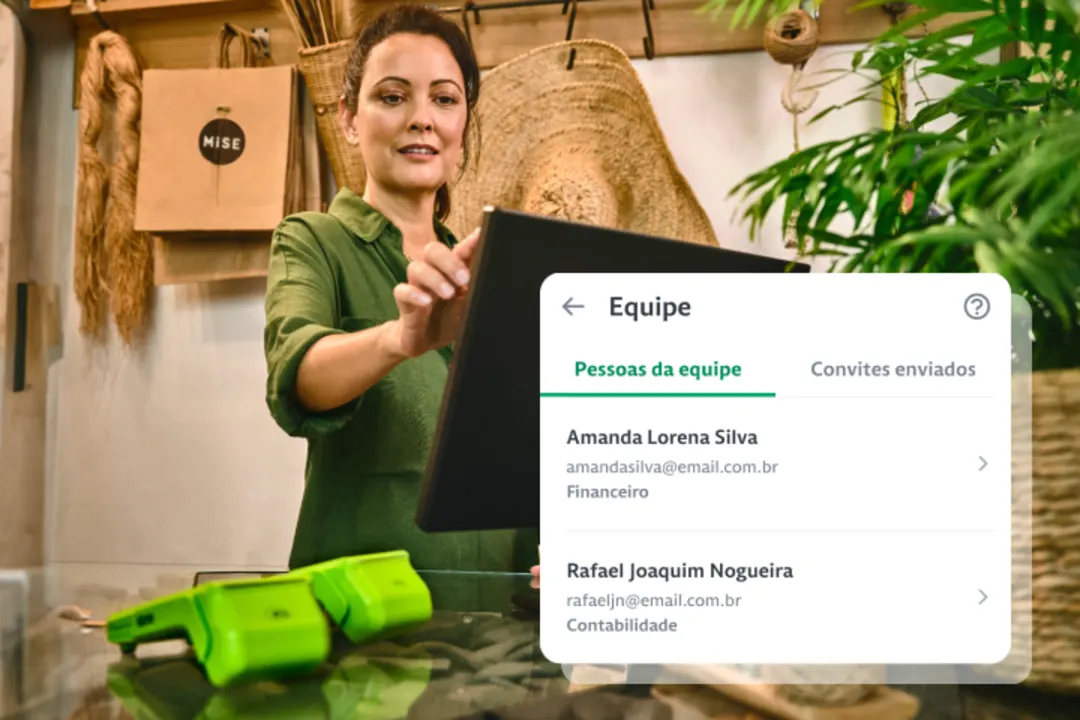 MiSE
Equipe
Pessoas da equipe
Convites enviados
Amanda Lorena Silva
amandasilva@email.com.br
Financeiro
Rafael Joaquim Nogueira
rafaeljn@email.com.br
Contabilidade